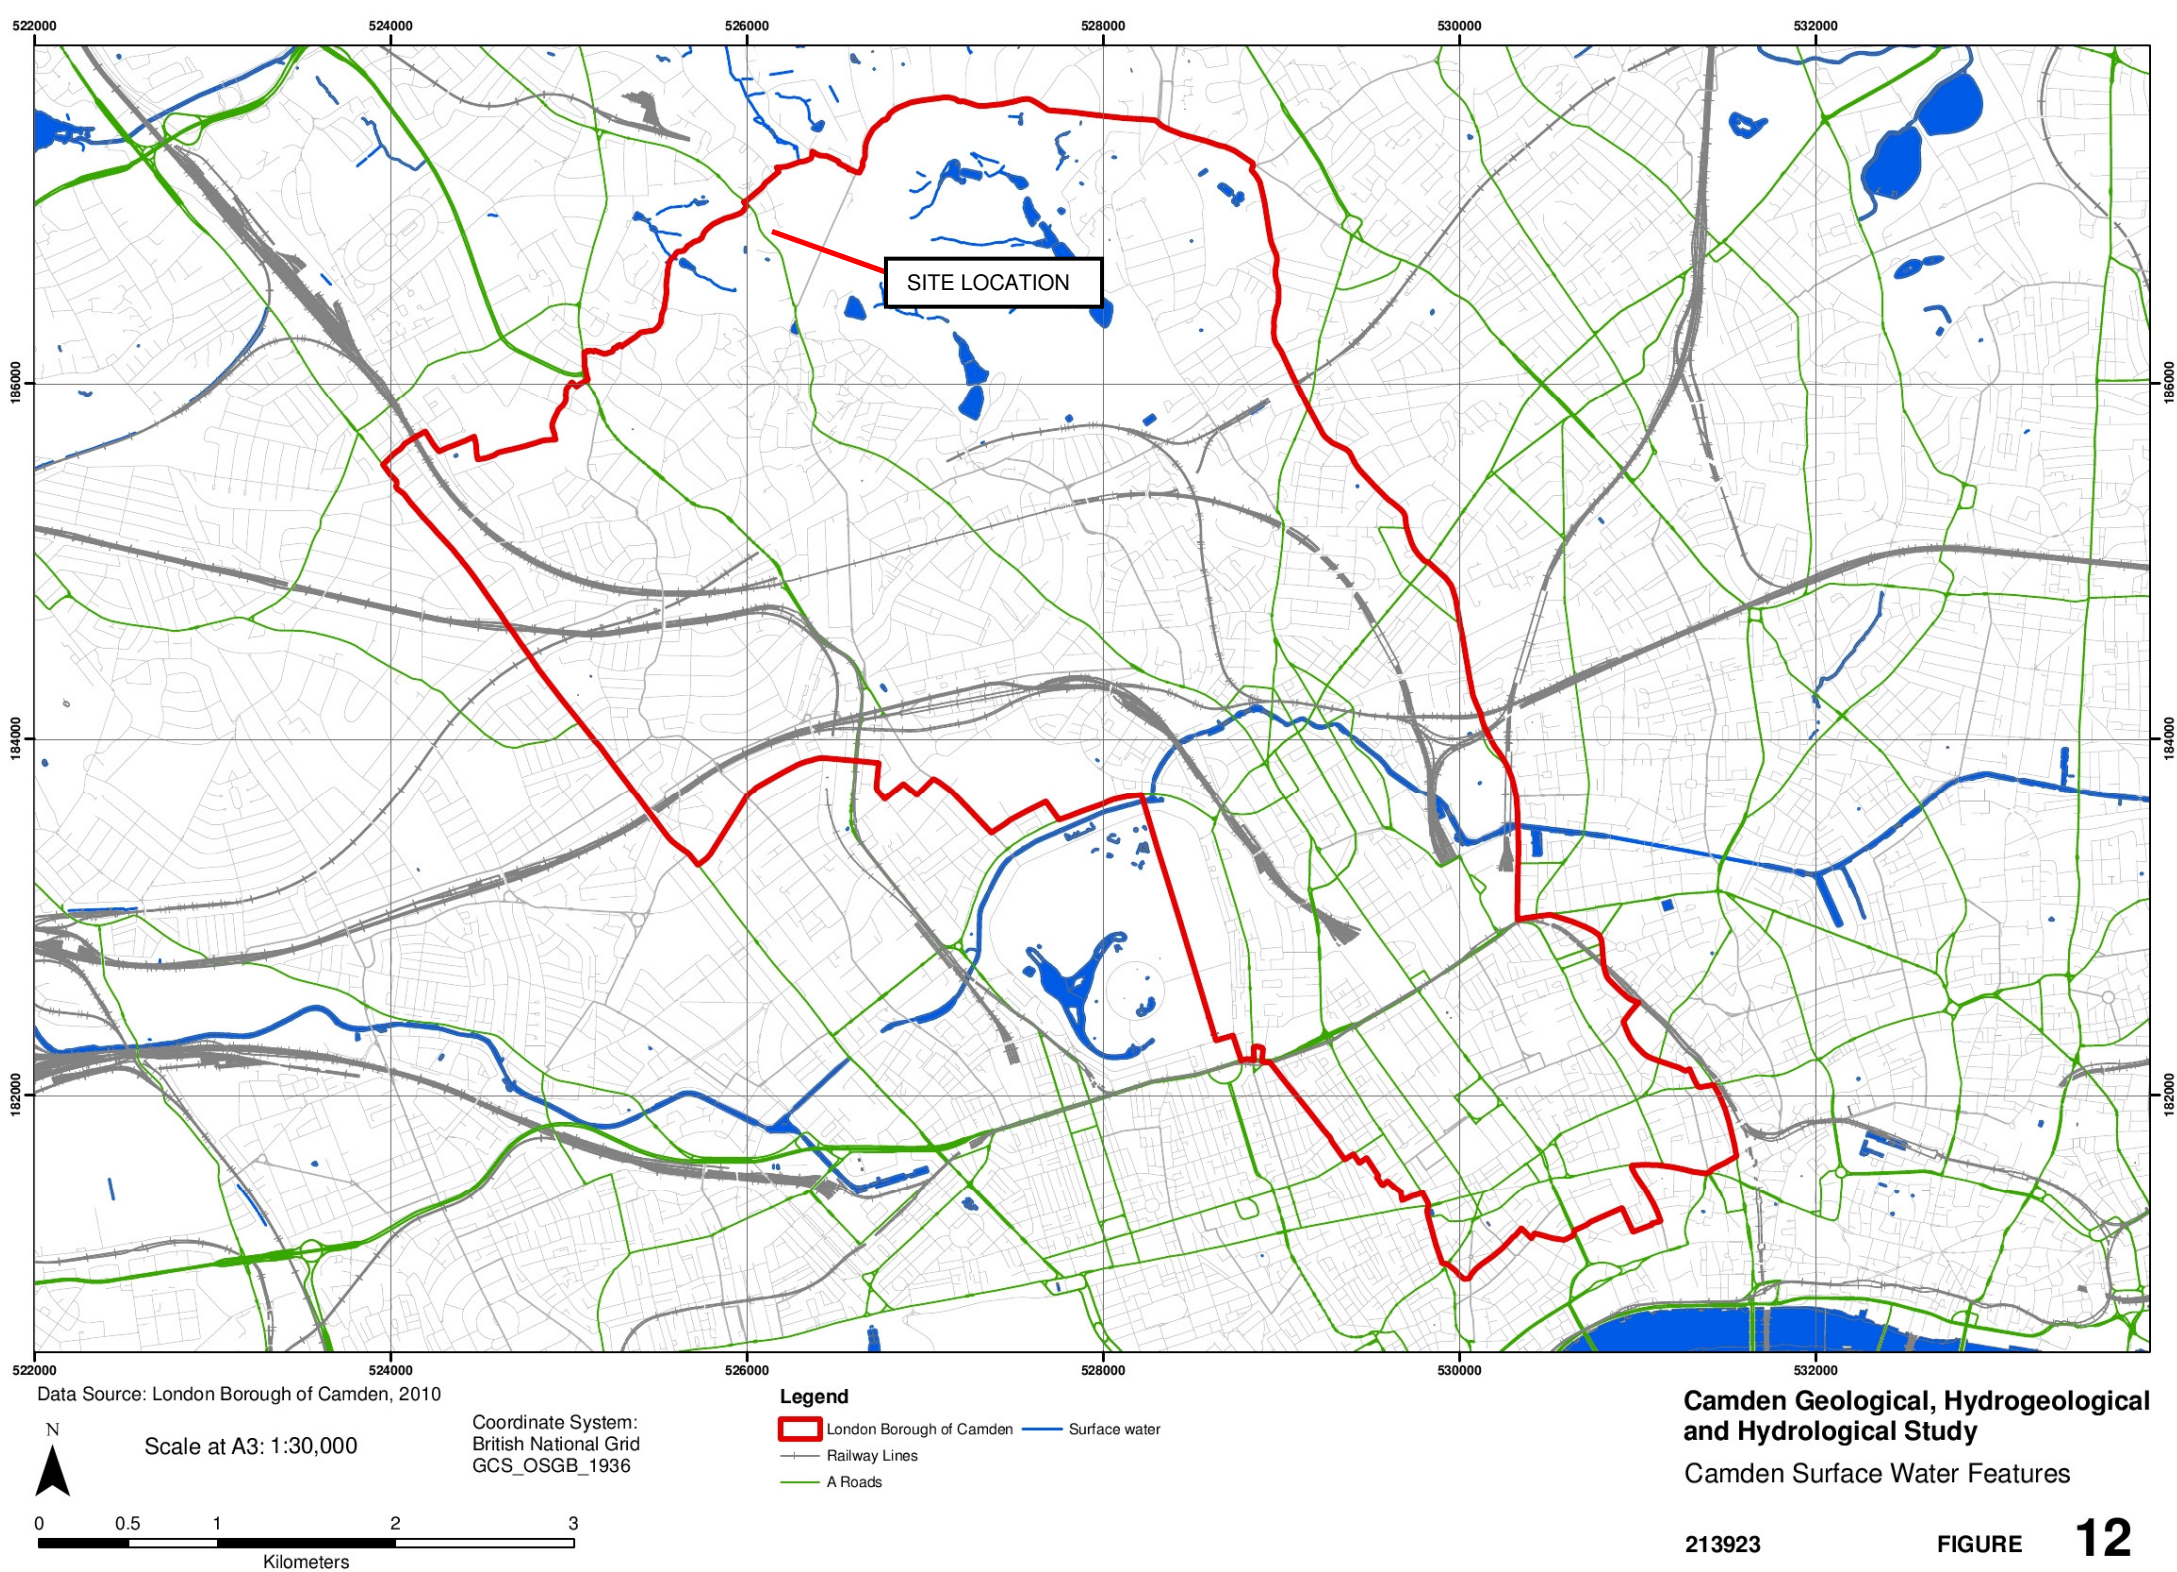 522000 524000 526000 528000 530000 532000
SITE LOCATION
186000 186000
184000 184000
182000 182000
522000 524000 526000 528000 530000 532000
Data Source: London Borough of Camden, 2010
N
Scale at A3: 1:30,000
Coordinate System:
British National Grid
GCS_OSGB_1936
0 0.5 1 2 3
Kilometers
Legend
London Borough of Camden
Surface water
Railway Lines
A Roads
Camden Geological, Hydrogeological
and Hydrological Study
Camden Surface Water Features
213923 FIGURE 12